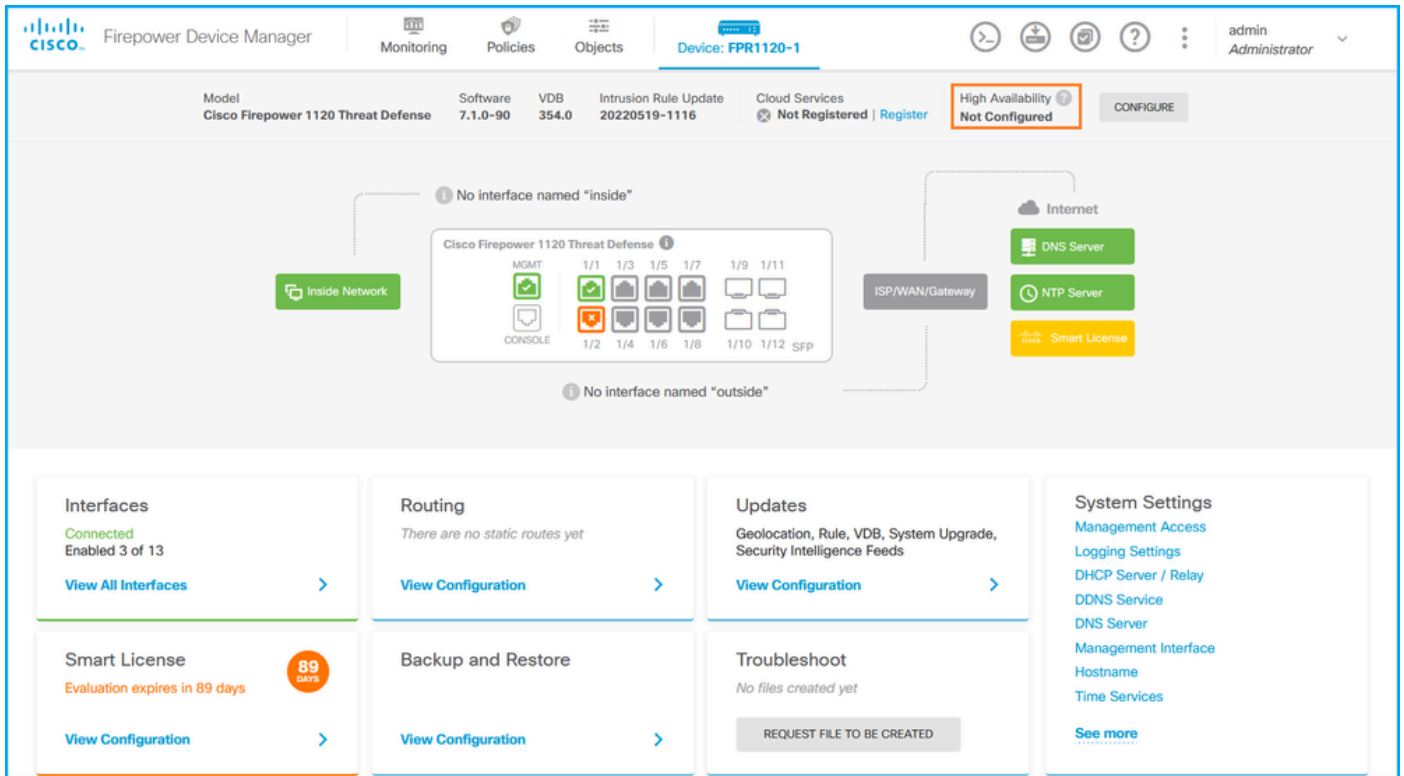 CISCO
Firepower Device Manager
Monitoring
Policies
Objects
Device: FPR1120-1
>_
?
admin
Administrator
Model
Cisco Firepower 1120 Threat Defense
Software
7.1.0-90
VDB
354.0
Intrusion Rule Update
20220519-1116
Cloud Services
Not Registered | Register
High Availability ?
Not Configured
CONFIGURE
No interface named “inside”
Internet
Cisco Firepower 1120 Threat Defense
MGMT
1/1 1/3 1/5 1/7 1/9 1/11
CONSOLE
1/2 1/4 1/6 1/8 1/10 1/12 SFP
Inside Network
ISP/WAN/Gateway
DNS Server
NTP Server
Smart License
No interface named “outside”
Interfaces
Connected
Enabled 3 of 13
View All Interfaces
Routing
There are no static routes yet
View Configuration
Updates
Geolocation, Rule, VDB, System Upgrade,
Security Intelligence Feeds
View Configuration
System Settings
Management Access
Logging Settings
DHCP Server / Relay
DDNS Service
DNS Server
Management Interface
Hostname
Time Services
See more
Smart License
89
DAYS
Evaluation expires in 89 days
View Configuration
Backup and Restore
View Configuration
Troubleshoot
No files created yet
REQUEST FILE TO BE CREATED